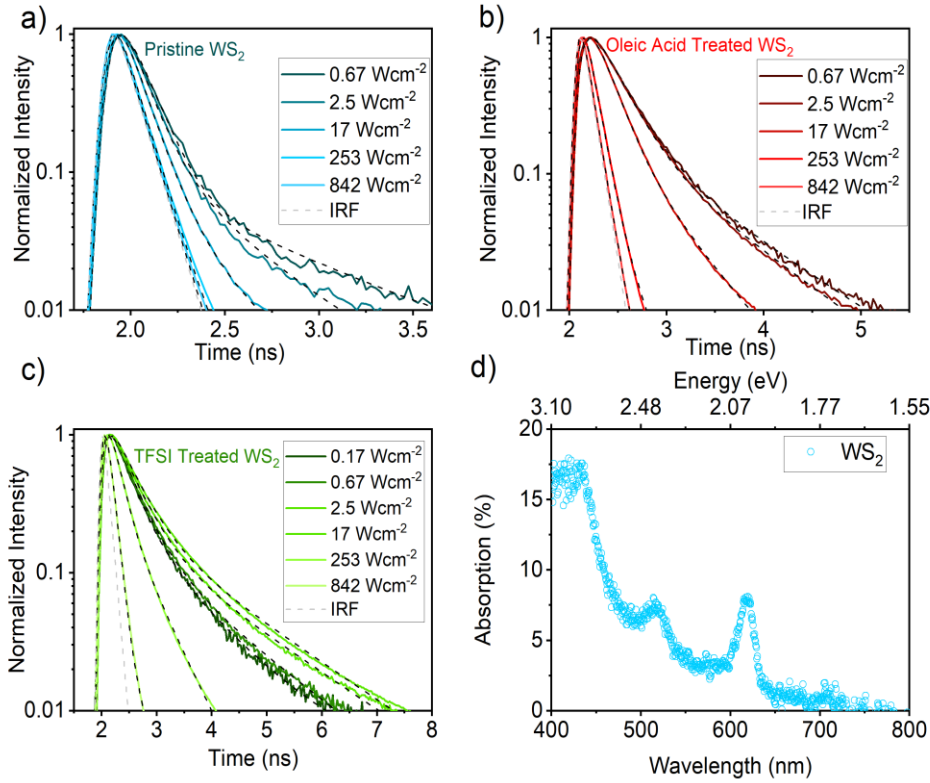 a)
Pristine WS₂
0.67 Wcm⁻²
2.5 Wcm⁻²
17 Wcm⁻²
253 Wcm⁻²
842 Wcm⁻²
IRF
Normalized Intensity
1
0.1
0.01
2.0 2.5 3.0 3.5
Time (ns)
b)
Oleic Acid Treated WS₂
0.67 Wcm⁻²
2.5 Wcm⁻²
17 Wcm⁻²
253 Wcm⁻²
842 Wcm⁻²
IRF
Normalized Intensity
1
0.1
0.01
2 3 4 5
Time (ns)
c)
TFSI Treated WS₂
0.17 Wcm⁻²
0.67 Wcm⁻²
2.5 Wcm⁻²
17 Wcm⁻²
253 Wcm⁻²
842 Wcm⁻²
IRF
Normalized Intensity
1
0.1
0.01
2 3 4 5 6 7 8
Time (ns)
d)
Energy (eV)
3.10 2.48 2.07 1.77 1.55
WS₂
Absorption (%)
20
15
10
5
0
400 500 600 700 800
Wavelength (nm)